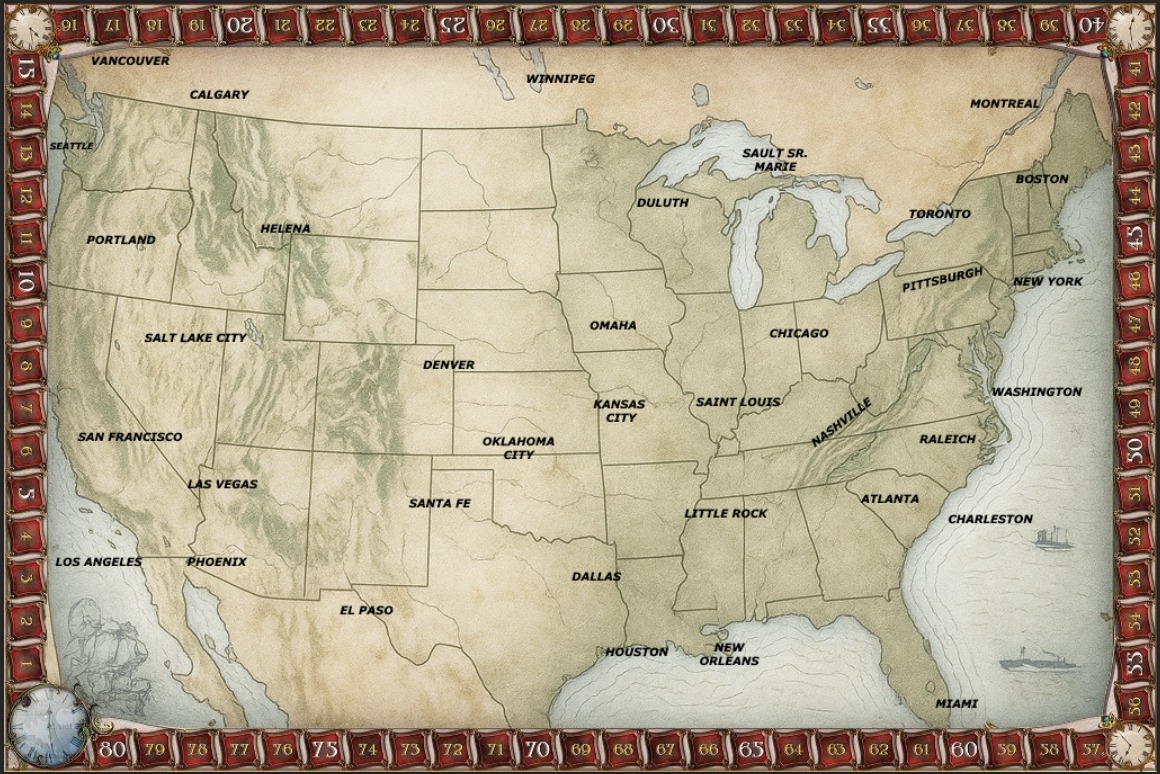 16 17 18 19 20 21 22 23 24 25 26 27 28 29 30 31 32 33 34 35 36 37 38 39 40
15 14 13 12 11 10 9 8 7 6 5 4 3 2 1
VANCOUVER
CALGARY
WINNIPEG
MONTREAL
SEATTLE
SAULT SR.
MARIE
BOSTON
DULUTH
TORONTO
HELENA
PORTLAND
PITTSBURGH
NEW YORK
OMAHA
CHICAGO
SALT LAKE CITY
DENVER
WASHINGTON
KANSAS
CITY
SAINT LOUIS
NASHVILLE
SAN FRANCISCO
OKLAHOMA
CITY
RALEICH
LAS VEGAS
SANTA FE
ATLANTA
LITTLE ROCK
CHARLESTON
LOS ANGELES
PHOENIX
DALLAS
EL PASO
HOUSTON
NEW
ORLEANS
MIAMI
41 42 43 44 45 46 47 48 49 50 51 52 53 54 55 56
80 79 78 77 76 75 74 73 72 71 70 69 68 67 66 65 64 63 62 61 60 59 58 57